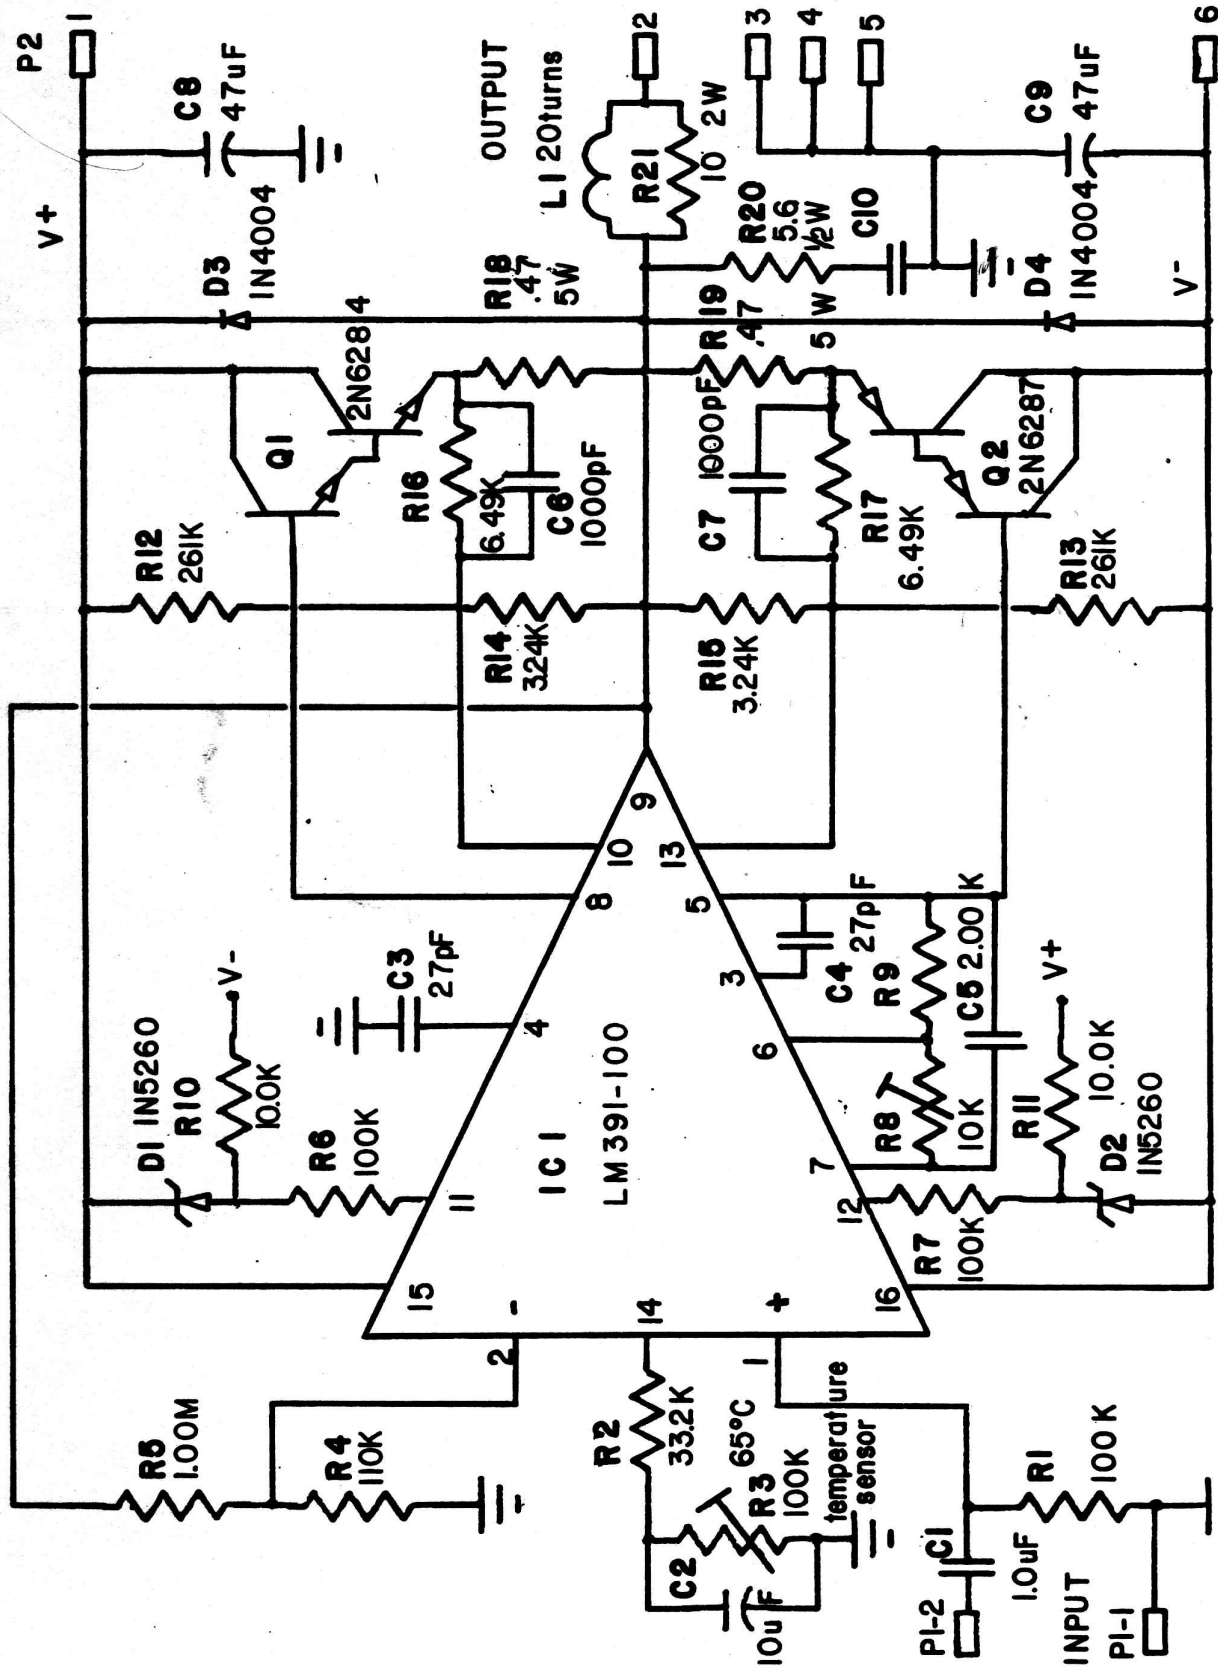 P2
1
V+
C8
47uF
D3
1N4004
OUTPUT
L1 20turns
2
R21
10 2W
3
4
5
R20
5.6
½W
C10
C9
47uF
D4
1N4004
V-
6
Q1
2N6284
R18
.47
5W
R19
.47
5 W
R12
261K
R16
6.49K
C6
1000pF
C7
1000pF
R17
6.49K
Q2
2N6287
R13
261K
R14
3.24K
R15
3.24K
9
10
13
8
5
4
3
6
7
11
12
15
16
2
-
14
+
1
IC 1
LM391-100
C3
27pF
C4
27pF
R9
2.00 K
C5
R8
10K
V-
D1 1N5260
R10
10.0K
R6
100K
V+
R11
10.0K
D2
1N5260
R7
100K
R5
1.00M
R4
110K
R2
33.2K
65°C
R3
100K
temperature
sensor
C2
10uF
R1
100K
C1
1.0uF
P1-2
INPUT
P1-1